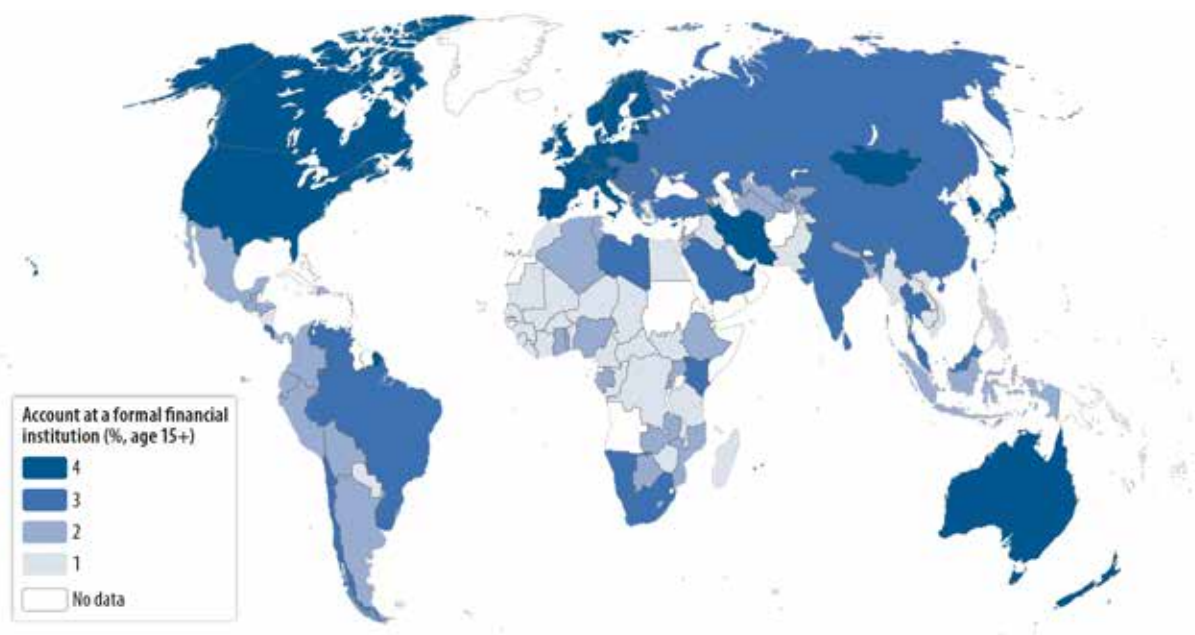 Account at a formal financial
institution (%, age 15+)
4
3
2
1
No data